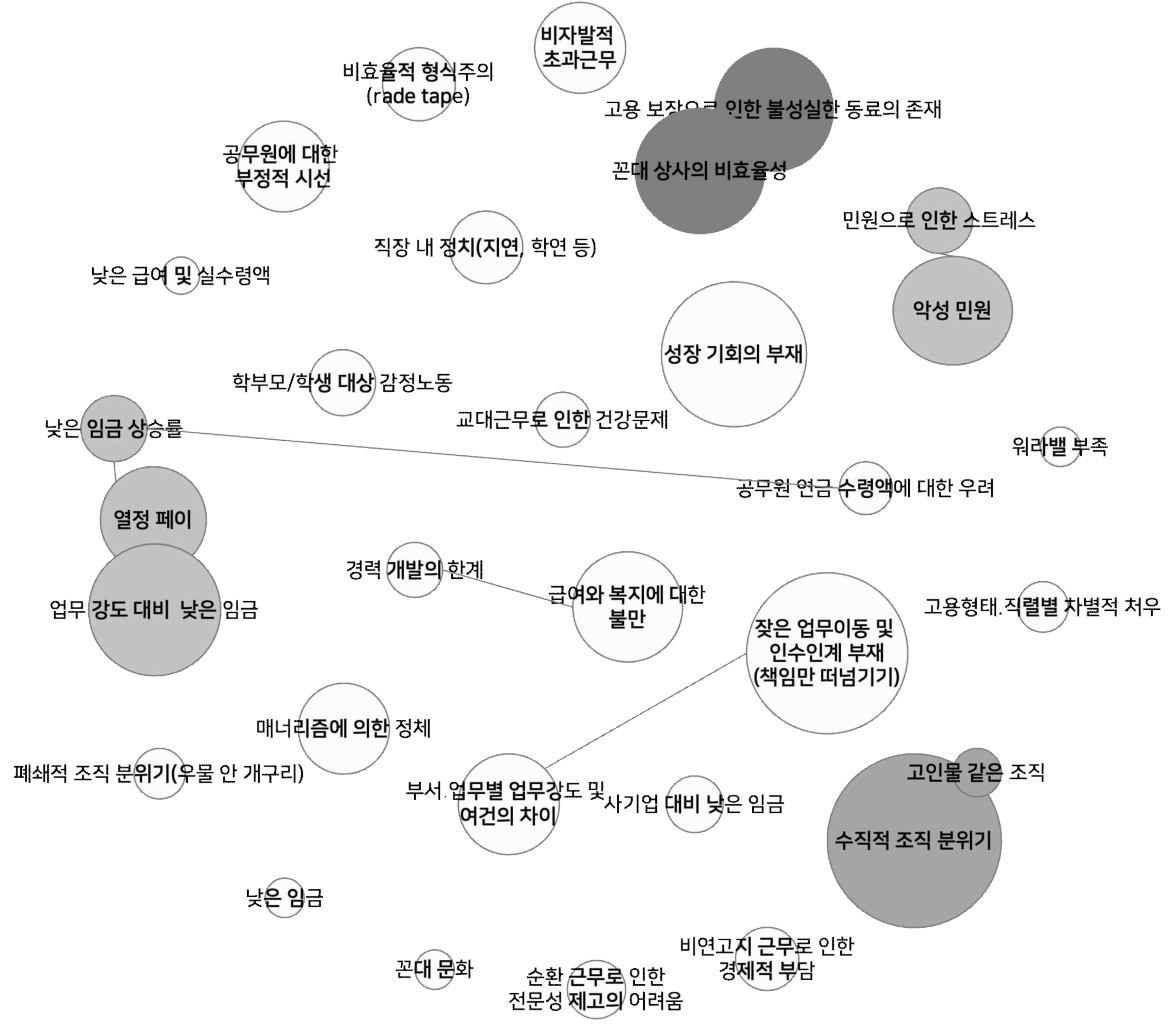 비자발적
초과근무
비효율적 형식주의
(rade tape)
고용 보장으로 인한 불성실한 동료의 존재
공무원에 대한
부정적 시선
꼰대 상사의 비효율성
민원으로 인한 스트레스
직장 내 정치(지연, 학연 등)
낮은 급여 및 실수령액
악성 민원
성장 기회의 부재
학부모/학생 대상 감정노동
교대근무로 인한 건강문제
낮은 임금 상승률
워라밸 부족
공무원 연금 수령액에 대한 우려
열정 페이
경력 개발의 한계
급여와 복지에 대한
불만
업무 강도 대비 낮은 임금
고용형태.직렬별 차별적 처우
잦은 업무이동 및
인수인계 부재
(책임만 떠넘기기)
매너리즘에 의한 정체
폐쇄적 조직 분위기(우물 안 개구리)
고인물 같은 조직
부서.업무별 업무강도 및
여건의 차이
사기업 대비 낮은 임금
수직적 조직 분위기
낮은 임금
비연고지 근무로 인한
경제적 부담
꼰대 문화
순환 근무로 인한
전문성 제고의 어려움